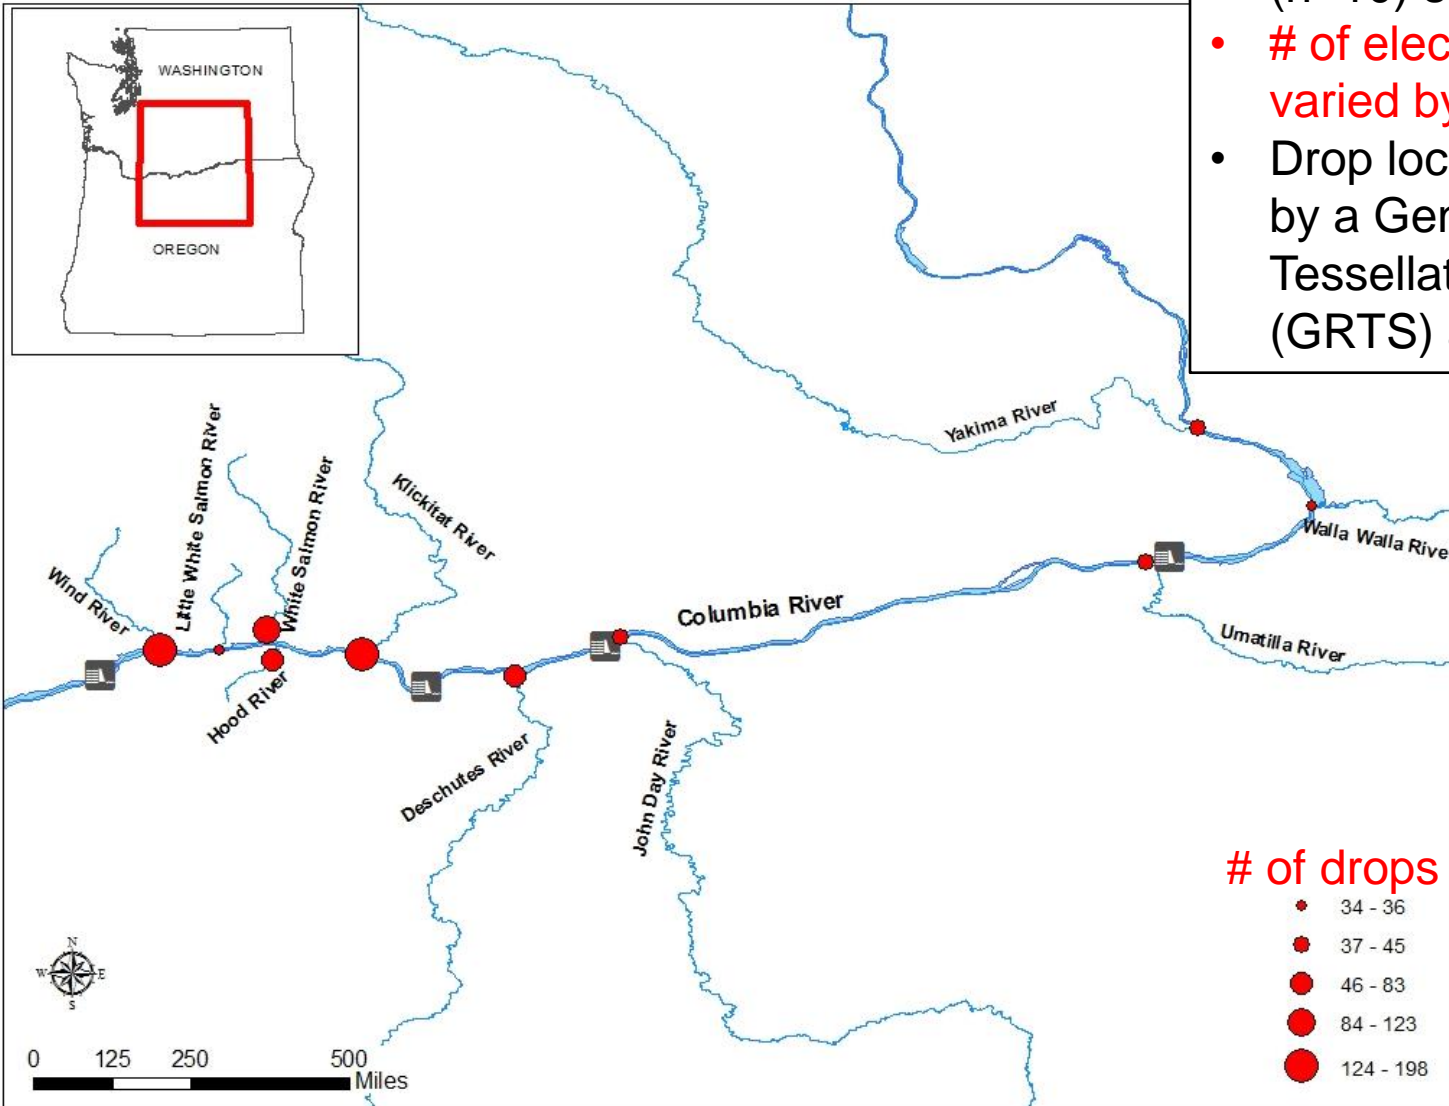 WASHINGTON
OREGON
• # of elec
varied by
• Drop loc
by a Ger
Tessellat
(GRTS)
Yakima River
Walla Walla Rive
Umatilla River
Columbia River
Klickitat River
White Salmon River
Little White Salmon River
Wind River
Hood River
Deschutes River
John Day River
# of drops
34 - 36
37 - 45
46 - 83
84 - 123
124 - 198
N
W E
S
0 125 250 500
Miles